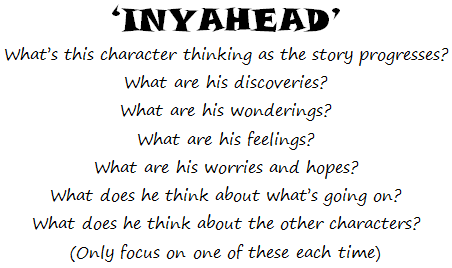 ‘INYAHEAD’
What’s this character thinking as the story progresses?
What are his discoveries?
What are his wonderings?
What are his feelings?
What are his worries and hopes?
What does he think about what’s going on?
What does he think about the other characters?
(Only focus on one of these each time)